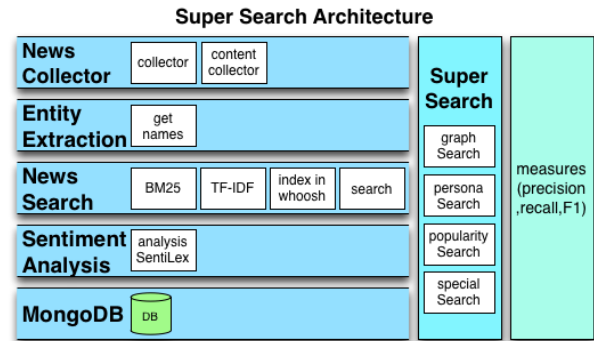 Super Search Architecture
News
Collector
collector
content
collector
Entity
Extraction
get
names
News
Search
BM25
TF-IDF
index in
whoosh
search
Sentiment
Analysis
analysis
SentiLex
MongoDB
DB
Super
Search
graph
Search
persona
Search
popularity
Search
special
Search
measures
(precision
,recall,F1)